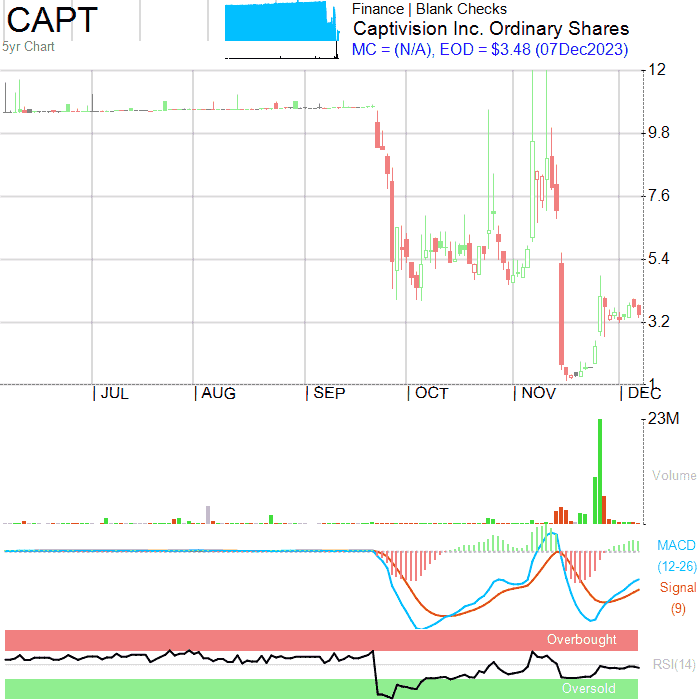 CAPT
5yr Chart
Finance | Blank Checks
Captivision Inc. Ordinary Shares
MC = (N/A), EOD = $3.48 (07Dec2023)
12
9.8
7.6
5.4
3.2
1
JUL
AUG
SEP
OCT
NOV
DEC
23M
Volume
MACD
(12-26)
Signal
(9)
Overbought
RSI(14)
Oversold